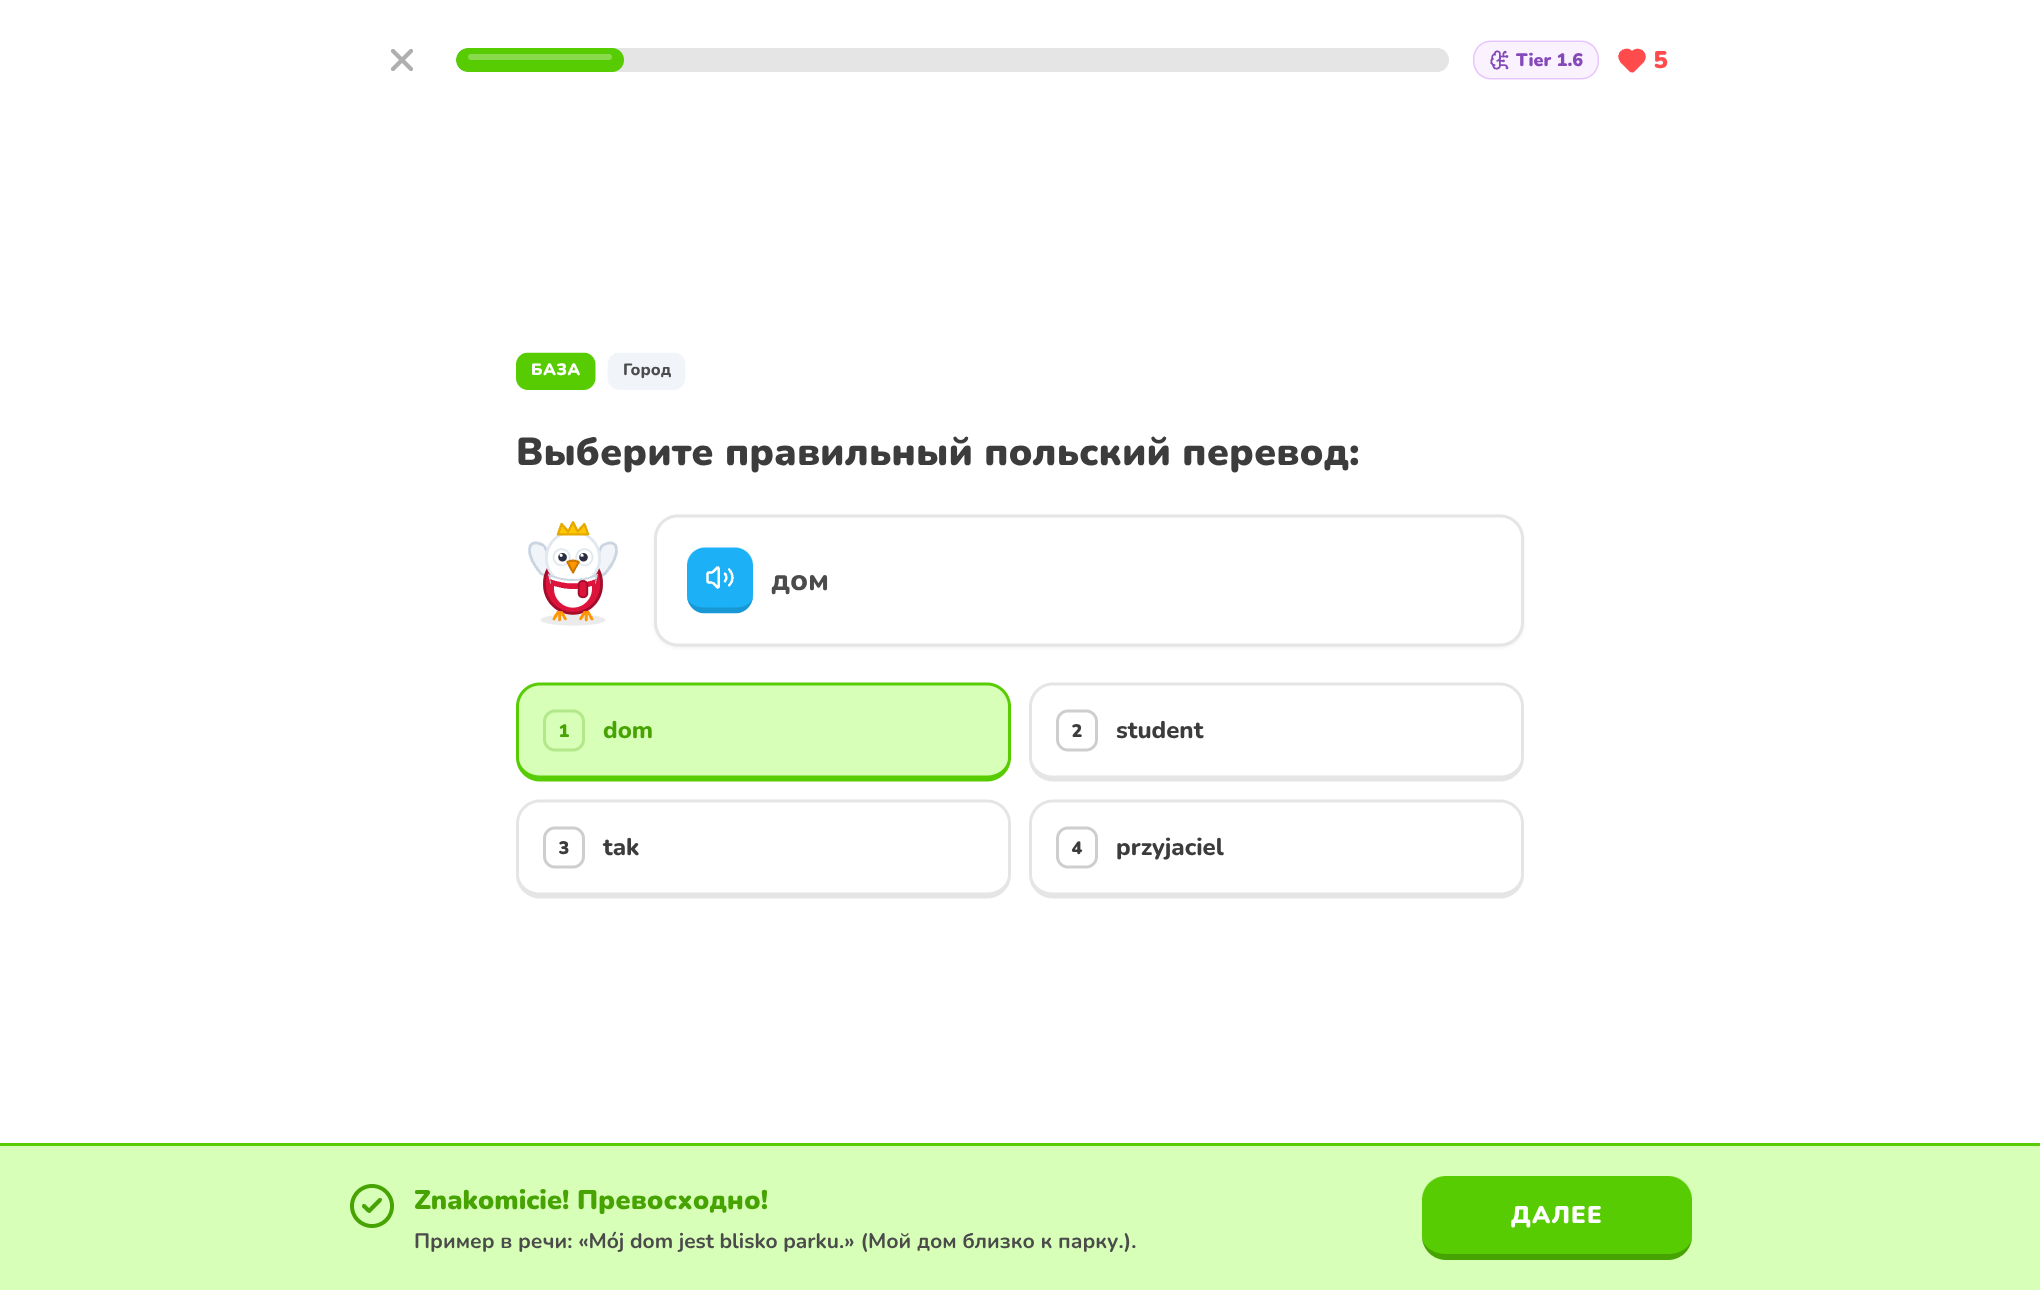 Tier 1.6
5
БАЗА
Город
Выберите правильный польский перевод:
дом
1 dom
2 student
3 tak
4 przyjaciel
Znakomicie! Превосходно!
Пример в речи: «Mój dom jest blisko parku.» (Мой дом близко к парку.).
ДАЛЕЕ